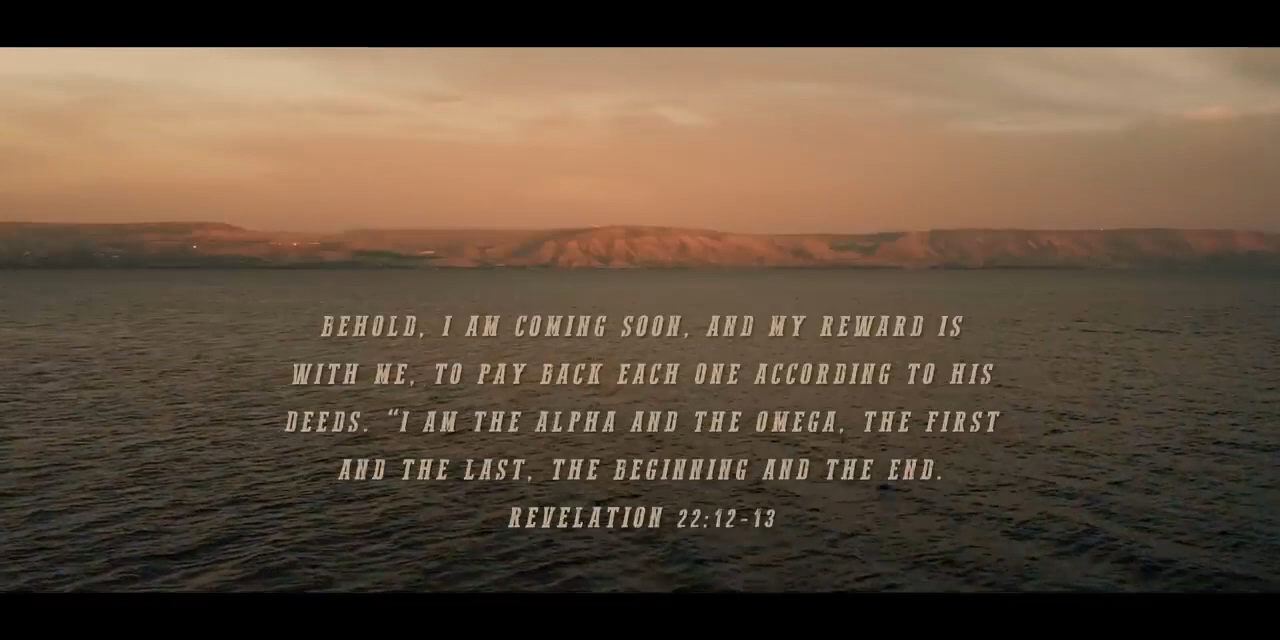 BEHOLD, I AM COMING SOON, AND MY REWARD IS
WITH ME, TO PAY BACK EACH ONE ACCORDING TO HIS
DEEDS. “I AM THE ALPHA AND THE OMEGA, THE FIRST
AND THE LAST, THE BEGINNING AND THE END.
REVELATION 22:12-13